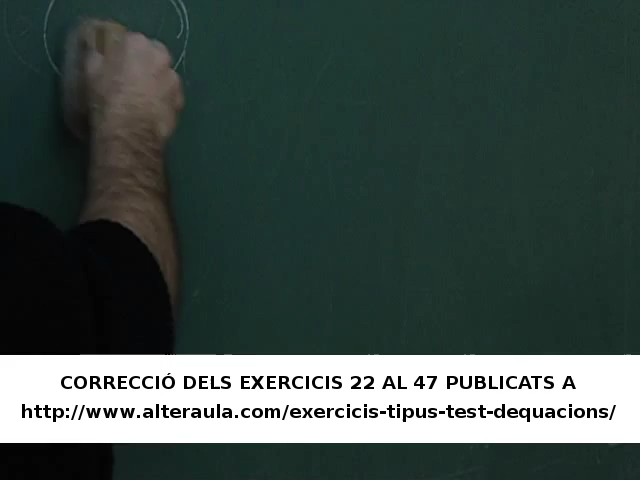 CORRECCIÓ DELS EXERCICIS 22 AL 47 PUBLICATS A
http://www.alteraula.com/exercicis-tipus-test-dequacions/